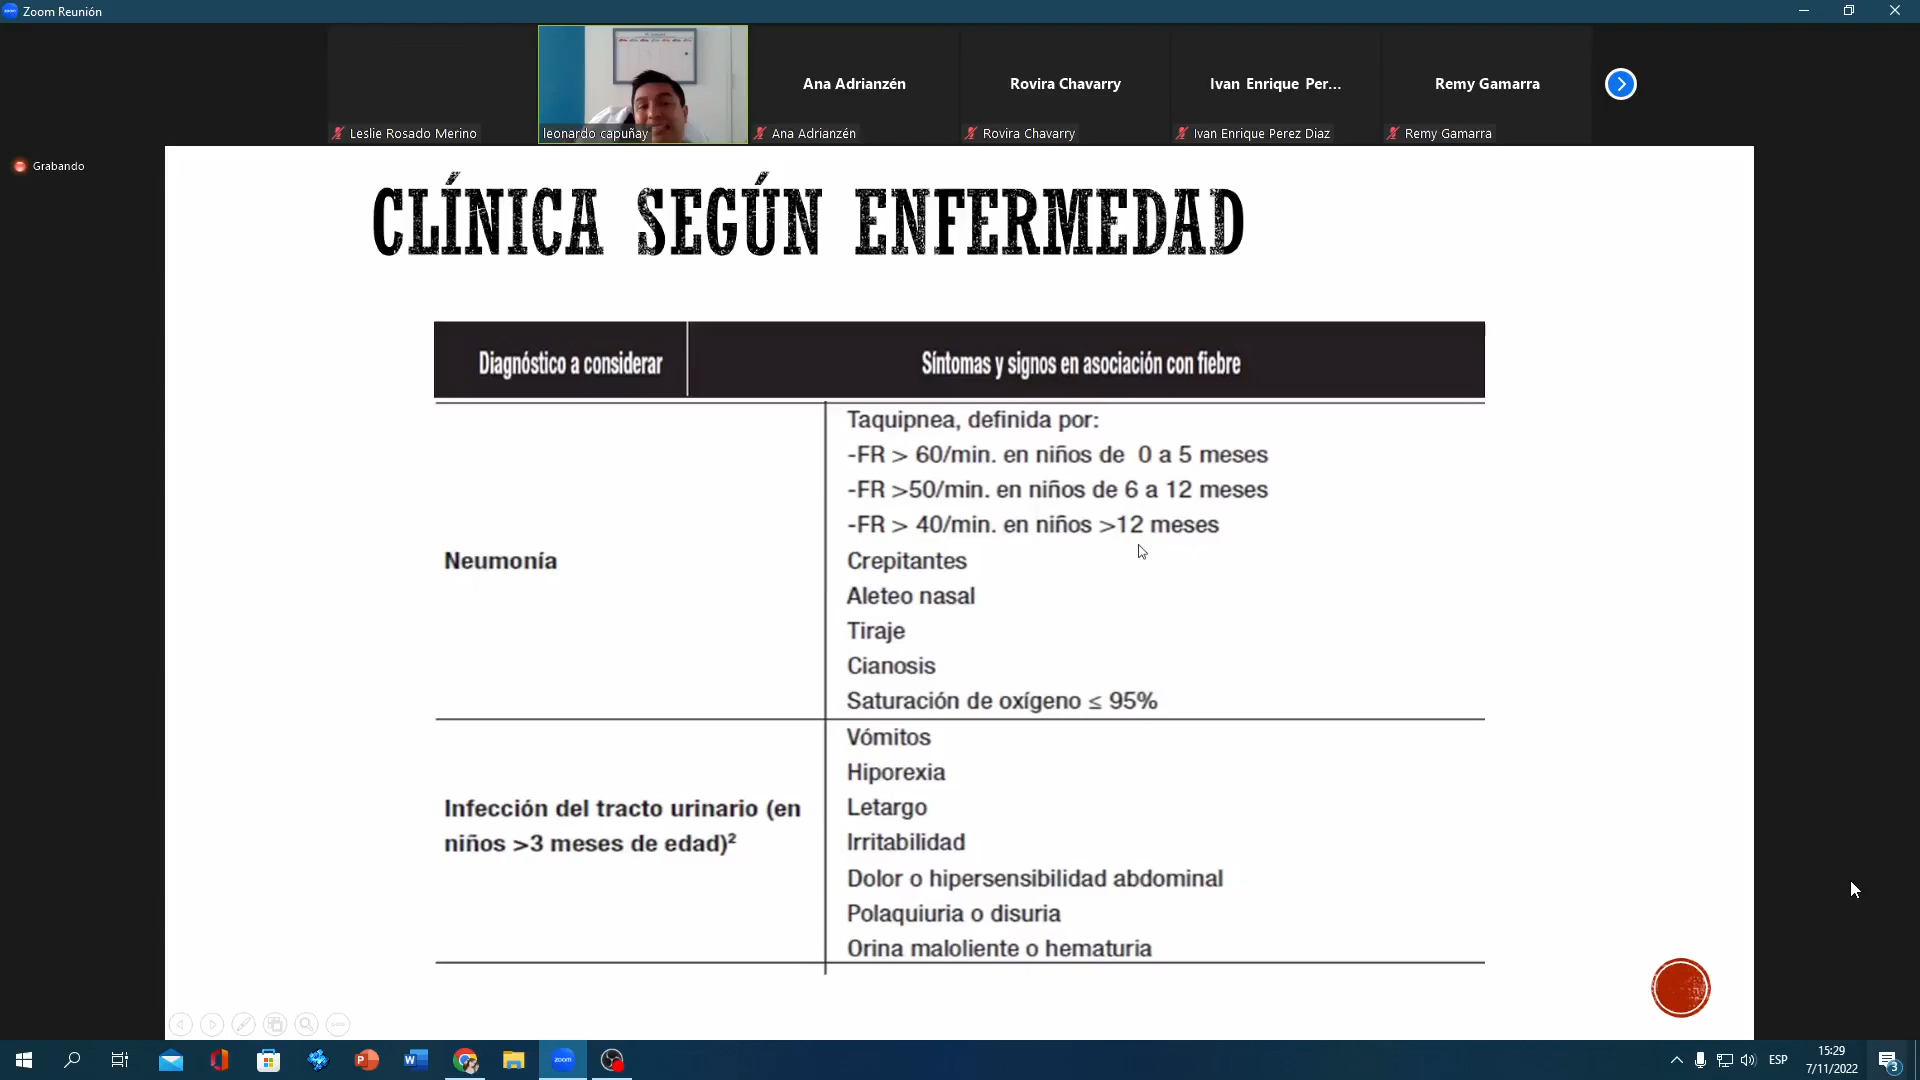 Zoom Reunión
Ana Adrianzén
Rovira Chavarry
Ivan Enrique Per...
Remy Gamarra
Leslie Rosado Merino
leonardo capuñay
Ana Adrianzén
Rovira Chavarry
Ivan Enrique Perez Diaz
Remy Gamarra
Grabando
CLÍNICA SEGÚN ENFERMEDAD
Diagnóstico a considerar
Síntomas y signos en asociación con fiebre
Neumonía
Taquipnea, definida por:
-FR > 60/min. en niños de 0 a 5 meses
-FR >50/min. en niños de 6 a 12 meses
-FR > 40/min. en niños >12 meses
Crepitantes
Aleteo nasal
Tiraje
Cianosis
Saturación de oxígeno ≤ 95%
Infección del tracto urinario (en
niños >3 meses de edad)²
Vómitos
Hiporexia
Letargo
Irritabilidad
Dolor o hipersensibilidad abdominal
Polaquiuria o disuria
Orina maloliente o hematuria
zoom
ESP
15:29
7/11/2022
3